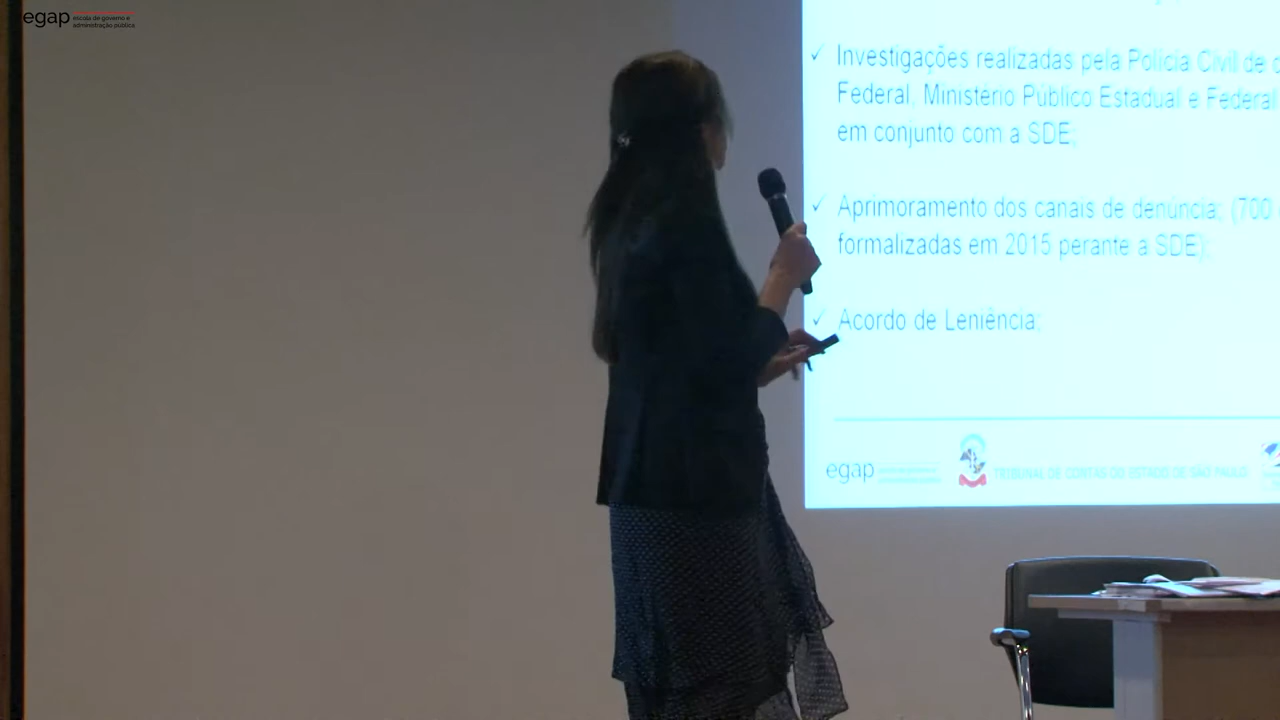 egap escola de governo e
administração pública
Investigações realizadas pela Polícia Civil de
Federal, Ministério Público Estadual e Federal
em conjunto com a SDE;
Aprimoramento dos canais de denúncia; (700
formalizadas em 2015 perante a SDE);
Acordo de Leniência;
egap
TRIBUNAL DE CONTAS DO ESTADO DE SÃO PAULO